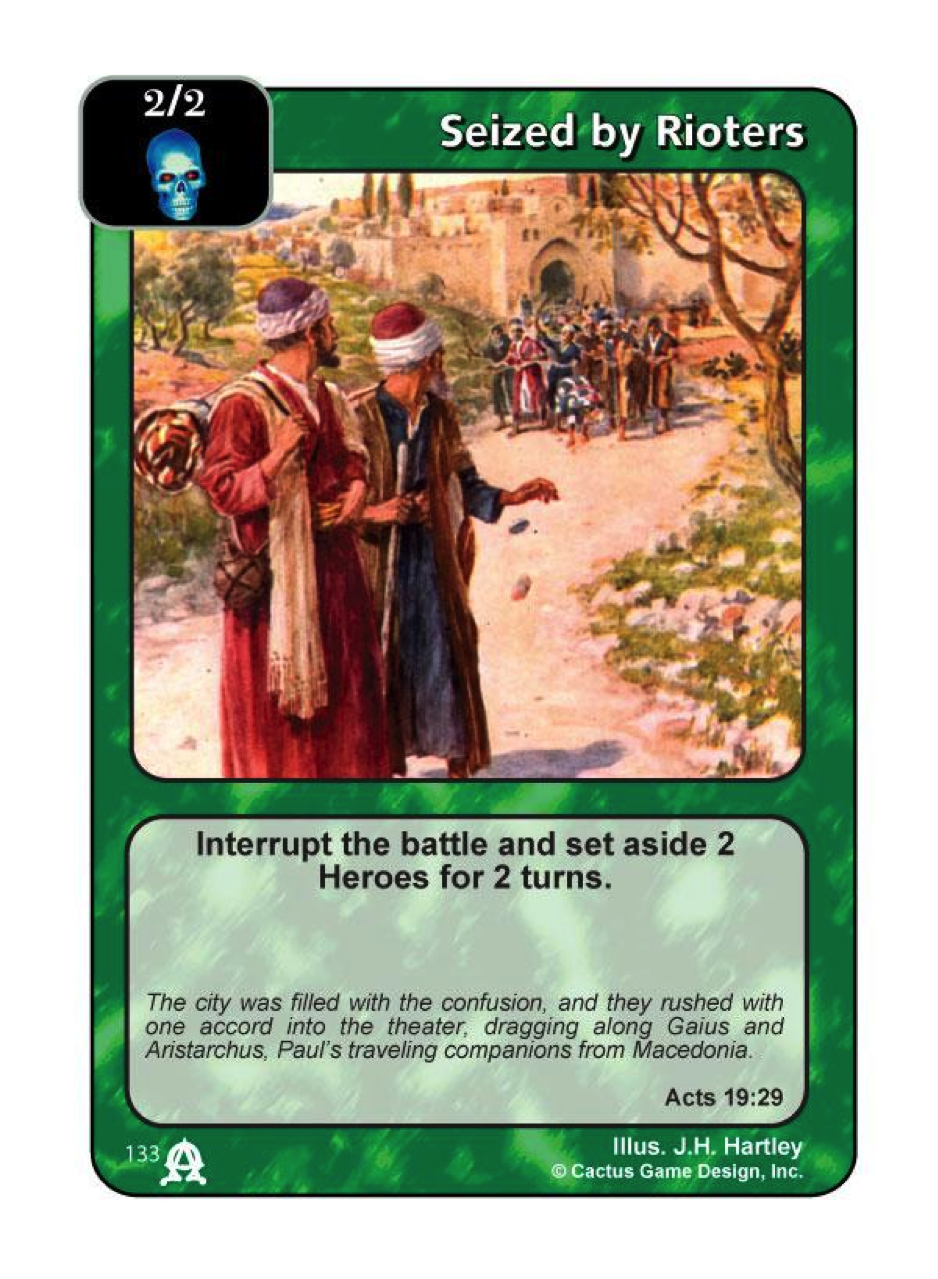 2/2
Seized by Rioters
Interrupt the battle and set aside 2
Heroes for 2 turns.
The city was filled with the confusion, and they rushed with
one accord into the theater, dragging along Gaius and
Aristarchus, Paul's traveling companions from Macedonia.
Acts 19:29
133
Illus. J.H. Hartley
© Cactus Game Design, Inc.